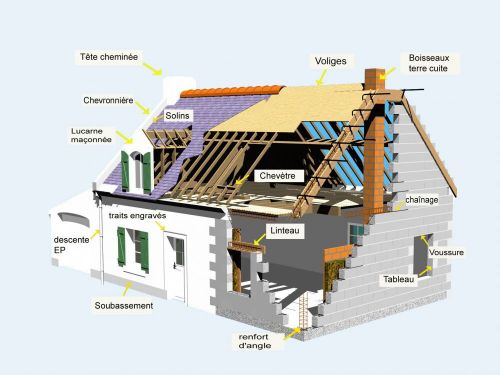 Tête cheminée
Voliges
Boisseaux
terre cuite
Chevronnière
Solins
Lucarne
maçonnée
Chevètre
chaînage
traits engravés
Linteau
descente
EP
Voussure
Tableau
Soubassement
renfort
d'angle